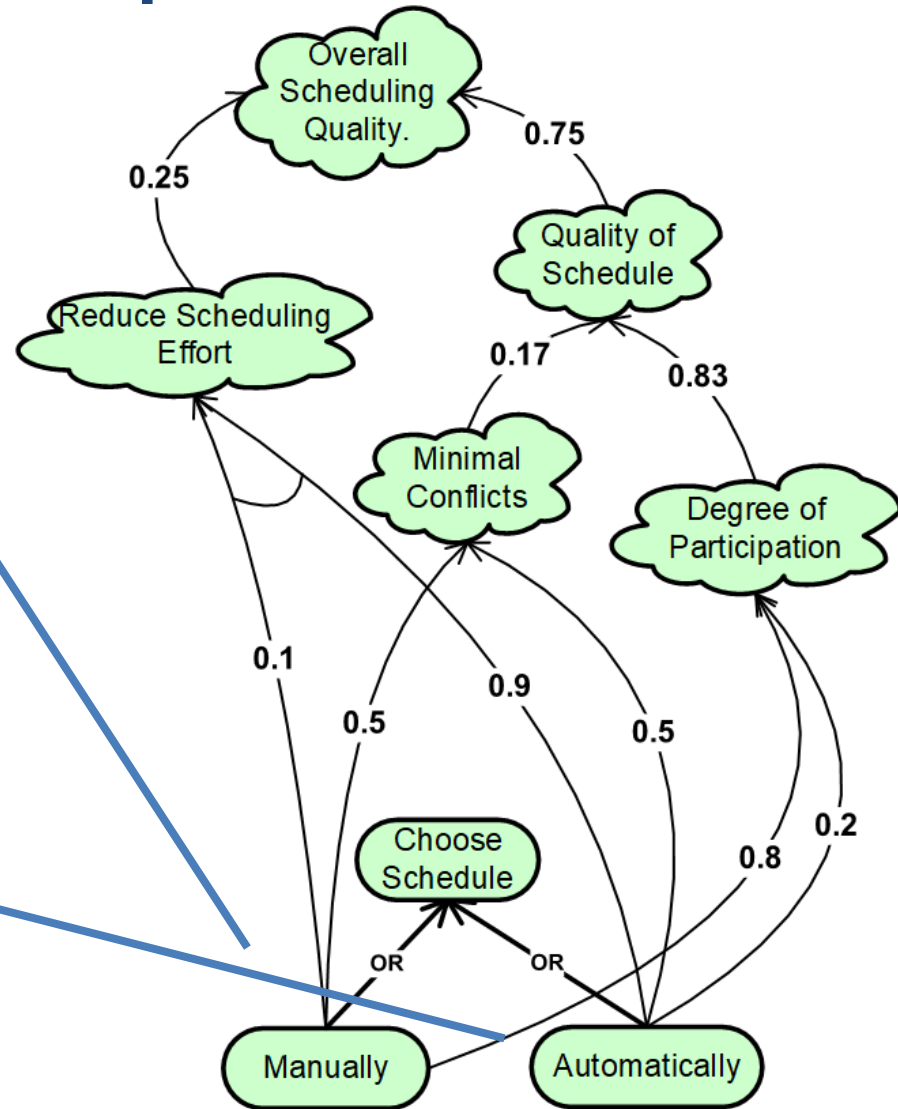 Overall
Scheduling
Quality.
0.75
0.25
Quality of
Schedule
Reduce Scheduling
Effort
0.17
0.83
Minimal
Conflicts
Degree of
Participation
0.1
0.9
0.5
0.5
0.2
Choose
Schedule
0.8
OR
OR
Manually
Automatically